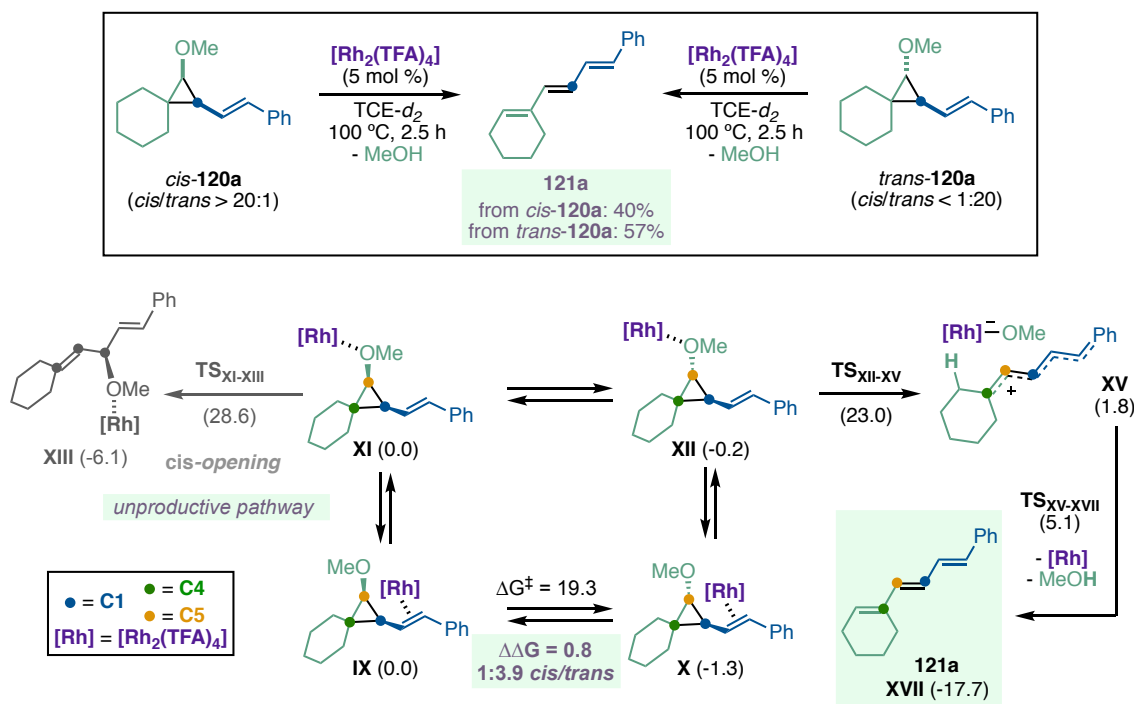 OMe
Ph
cis-120a
(cis/trans > 20:1)
[Rh₂(TFA)₄]
(5 mol %)
TCE-d₂
100 ºC, 2.5 h
- MeOH
Ph
121a
from cis-120a: 40%
from trans-120a: 57%
[Rh₂(TFA)₄]
(5 mol %)
TCE-d₂
100 ºC, 2.5 h
- MeOH
OMe
Ph
trans-120a
(cis/trans < 1:20)
Ph
OMe
[Rh]
XIII (-6.1)
TS_XI-XIII
(28.6)
cis-opening
unproductive pathway
[Rh]
OMe
Ph
XI (0.0)
[Rh]
OMe
Ph
XII (-0.2)
TS_XII-XV
(23.0)
[Rh]–OMe
−
H
Ph
+
XV
(1.8)
TS_XV-XVII
(5.1)
- [Rh]
- MeOH
= C1
= C4
= C5
[Rh] = [Rh₂(TFA)₄]
MeO
[Rh]
Ph
IX (0.0)
ΔG‡ = 19.3
ΔΔG = 0.8
1:3.9 cis/trans
MeO
[Rh]
Ph
X (-1.3)
Ph
121a
XVII (-17.7)